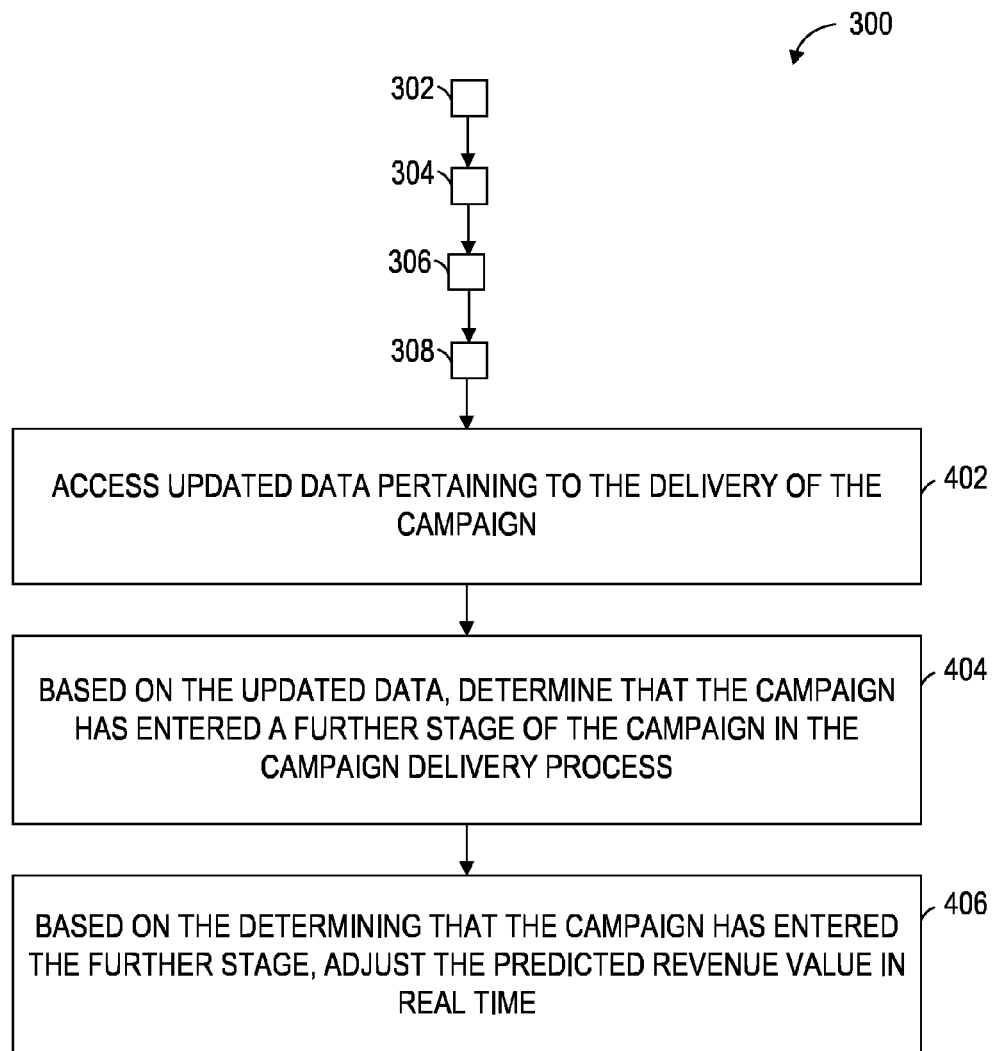 300
302
304
306
308
ACCESS UPDATED DATA PERTAINING TO THE DELIVERY OF THE
CAMPAIGN
402
BASED ON THE UPDATED DATA, DETERMINE THAT THE CAMPAIGN
HAS ENTERED A FURTHER STAGE OF THE CAMPAIGN IN THE
CAMPAIGN DELIVERY PROCESS
404
BASED ON THE DETERMINING THAT THE CAMPAIGN HAS ENTERED
THE FURTHER STAGE, ADJUST THE PREDICTED REVENUE VALUE IN
REAL TIME
406